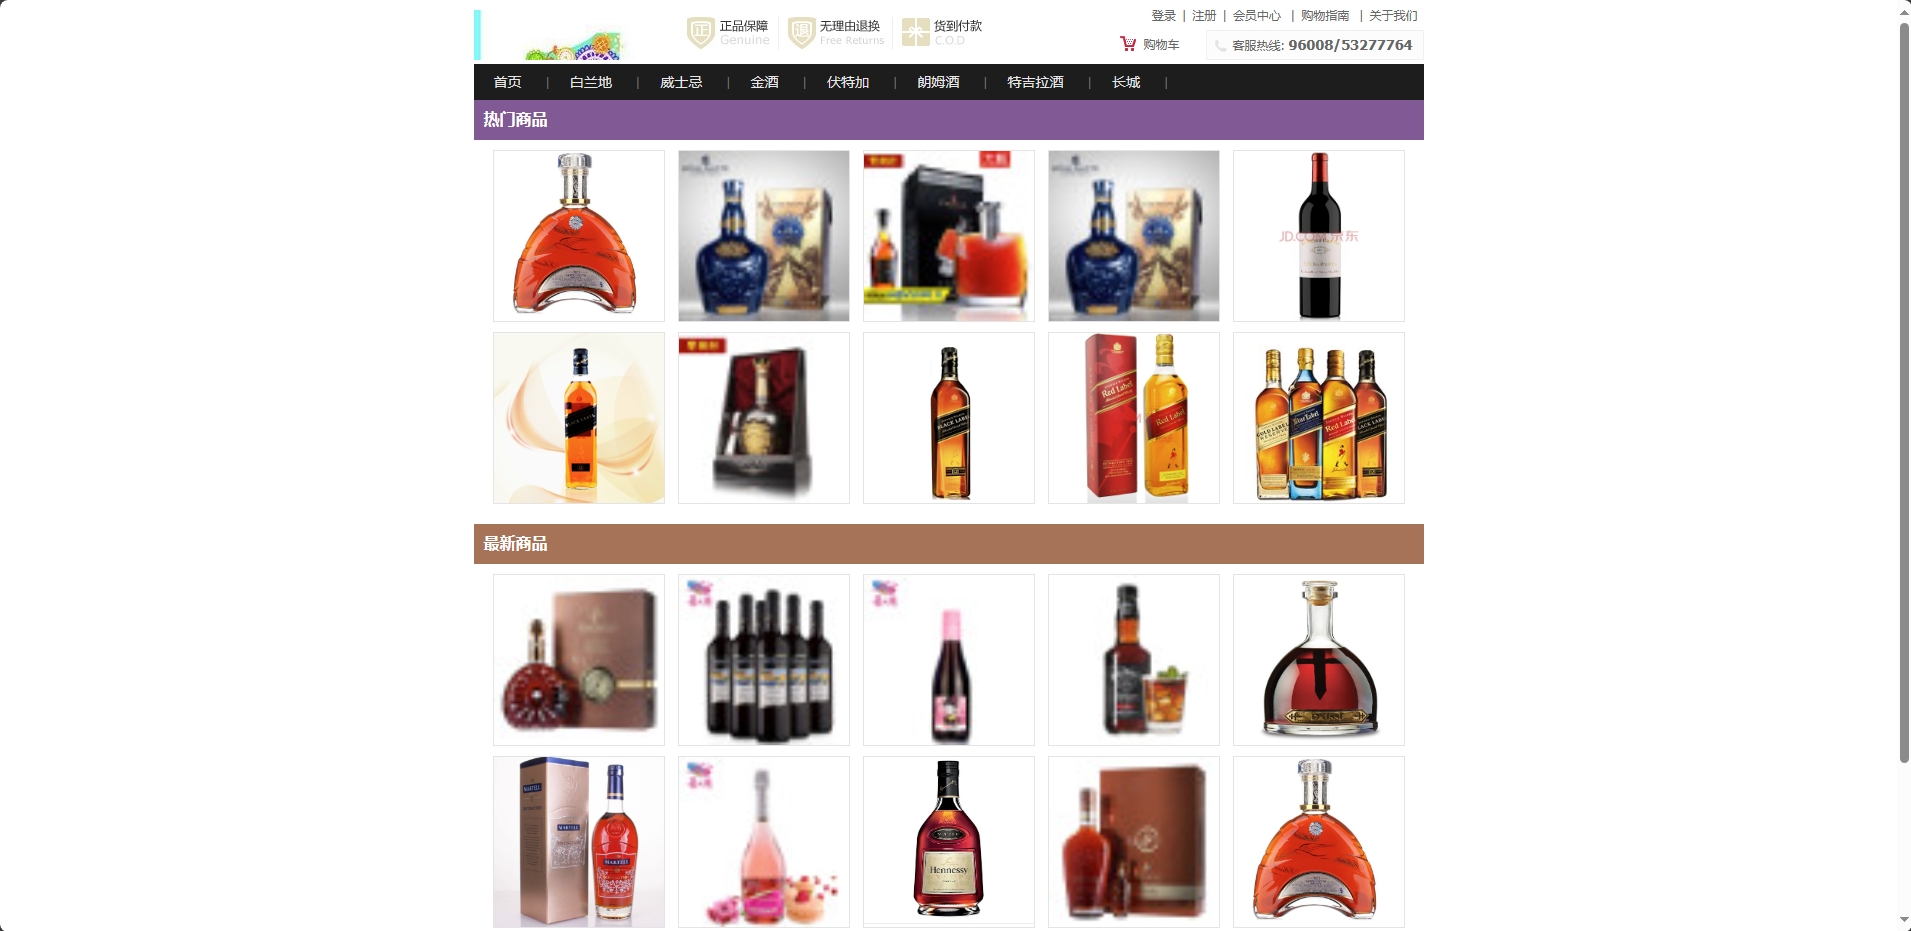 登录 | 注册 | 会员中心 | 购物指南 | 关于我们
正品保障
Genuine
无理由退换
Free Returns
货到付款
C.O.D
购物车
客服热线: 96008/53277764
首页 | 白兰地 | 威士忌 | 金酒 | 伏特加 | 朗姆酒 | 特吉拉酒 | 长城 |
热门商品
JD.COM 京东
BLACK LABEL
Red Label
Red Label
GOLD LABEL
RESERVE
Blue Label
Red Label
BLACK LABEL
最新商品
MARTELL
MARTELL
MARTELL
Hennessy